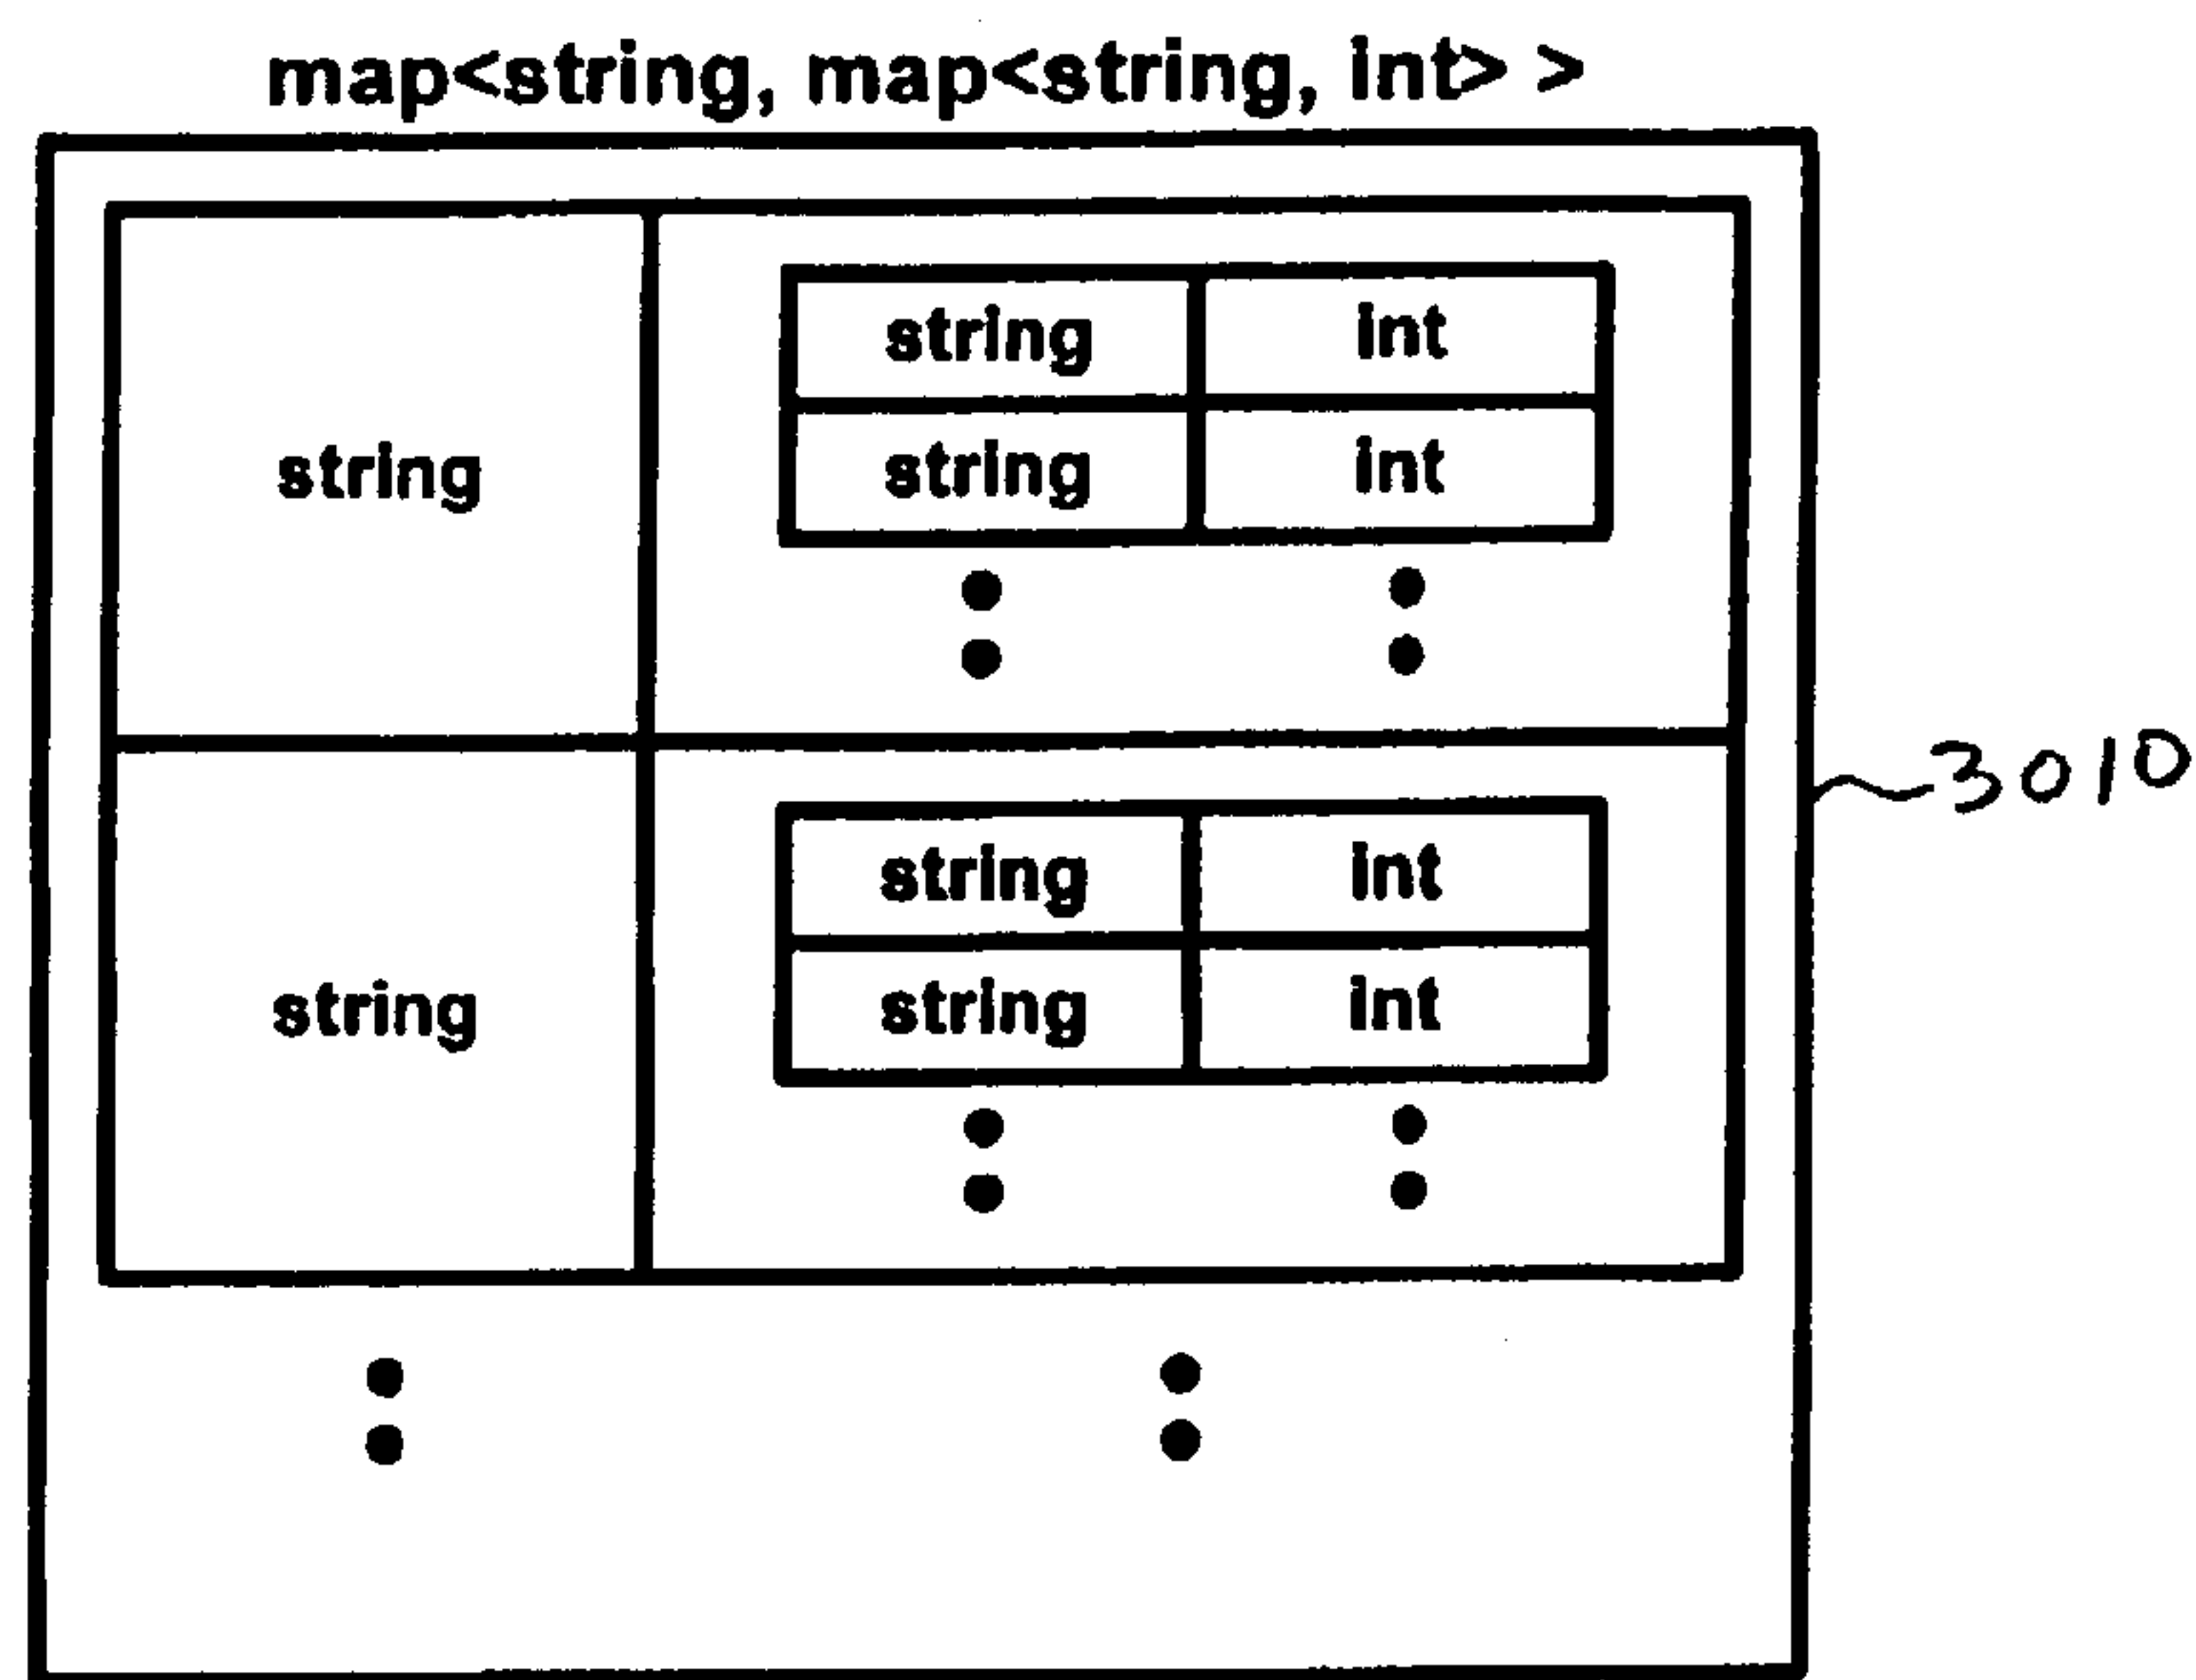 map<string, map<string, int> >
string int
string
string int
3010
string int
string
string int